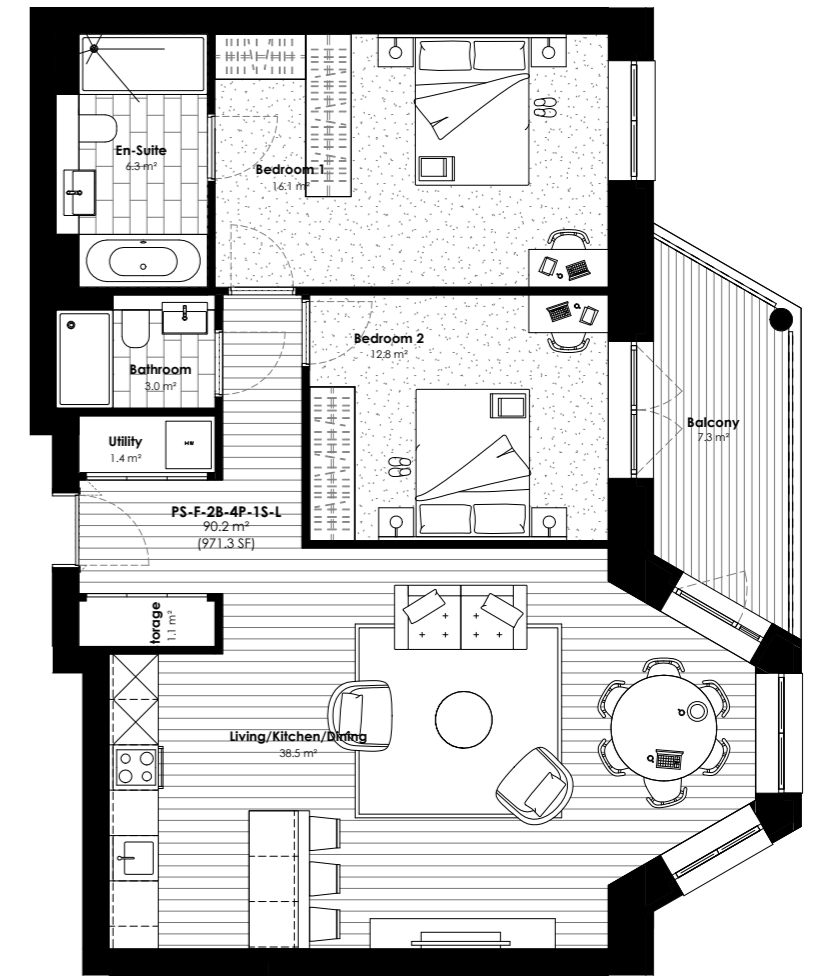 En-Suite
6.3 m²
Bedroom 1
16.1 m²
Bedroom 2
12.8 m²
Bathroom
3.0 m²
Balcony
7.3 m²
Utility
1.4 m²
PS-F-2B-4P-1S-L
90.2 m²
(971.3 SF)
torage
1.1 m²
Living/Kitchen/Dining
38.5 m²